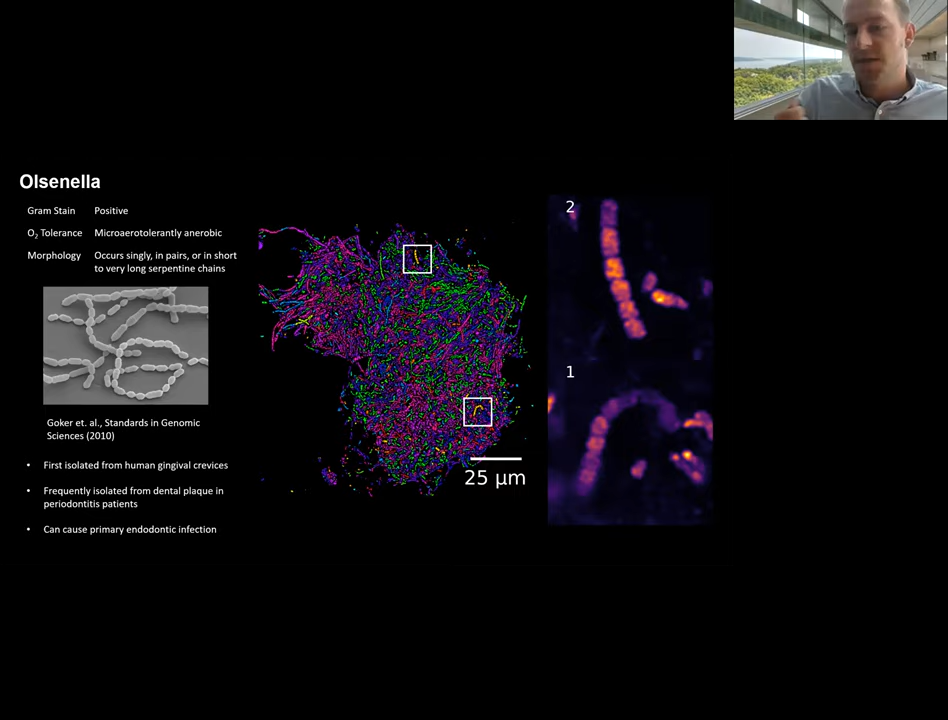 Olsenella
Gram Stain Positive
O₂ Tolerance Microaerotolerantly anerobic
Morphology Occurs singly, in pairs, or in short
to very long serpentine chains
Goker et. al., Standards in Genomic
Sciences (2010)
• First isolated from human gingival crevices
• Frequently isolated from dental plaque in
periodontitis patients
• Can cause primary endodontic infection
25 µm
2
1